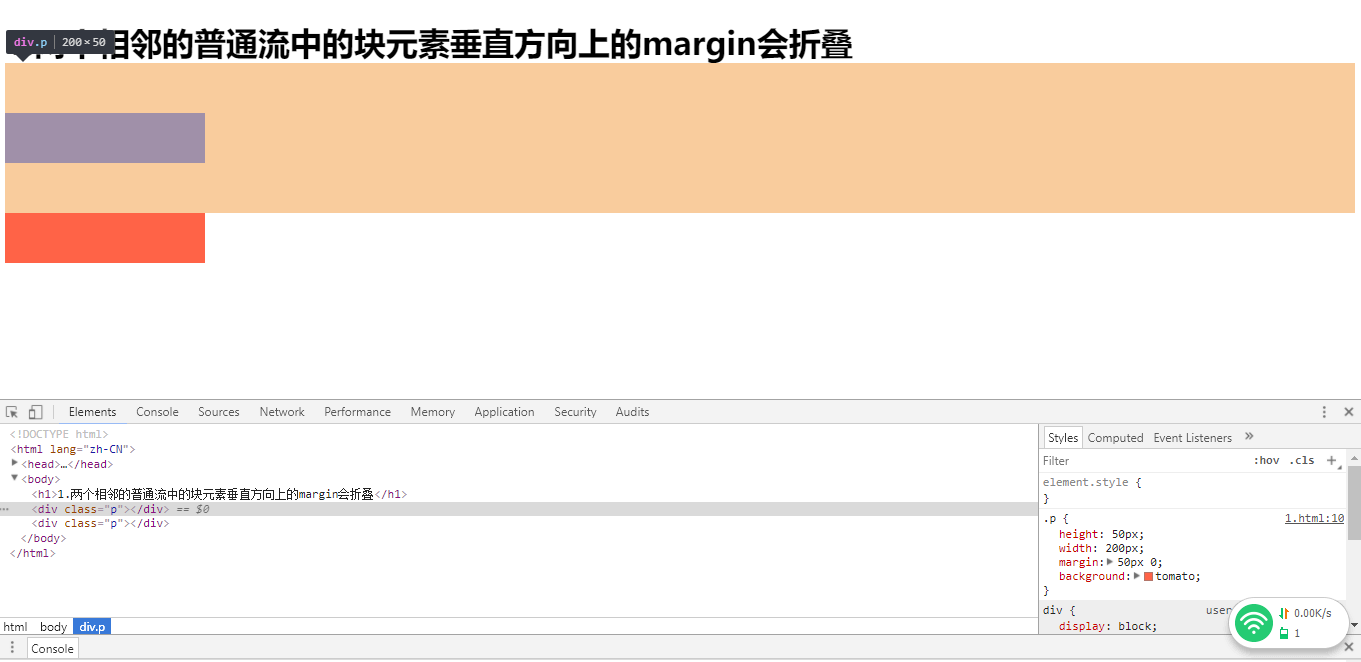 两个相邻的普通流中的块元素垂直方向上的margin会折叠
div.p 200×50
Elements Console Sources Network Performance Memory Application Security Audits
<!DOCTYPE html>
<html lang="zh-CN">
<head>…</head>
<body>
<h1>1.两个相邻的普通流中的块元素垂直方向上的margin会折叠</h1>
<div class="p"></div> == $0
<div class="p"></div>
</body>
</html>
html body div.p
Styles Computed Event Listeners »
Filter :hov .cls +
element.style {
}
.p { 1.html:10
height: 50px;
width: 200px;
margin: 50px 0;
background: tomato;
}
div { user
display: block;
0.00K/s
1
Console